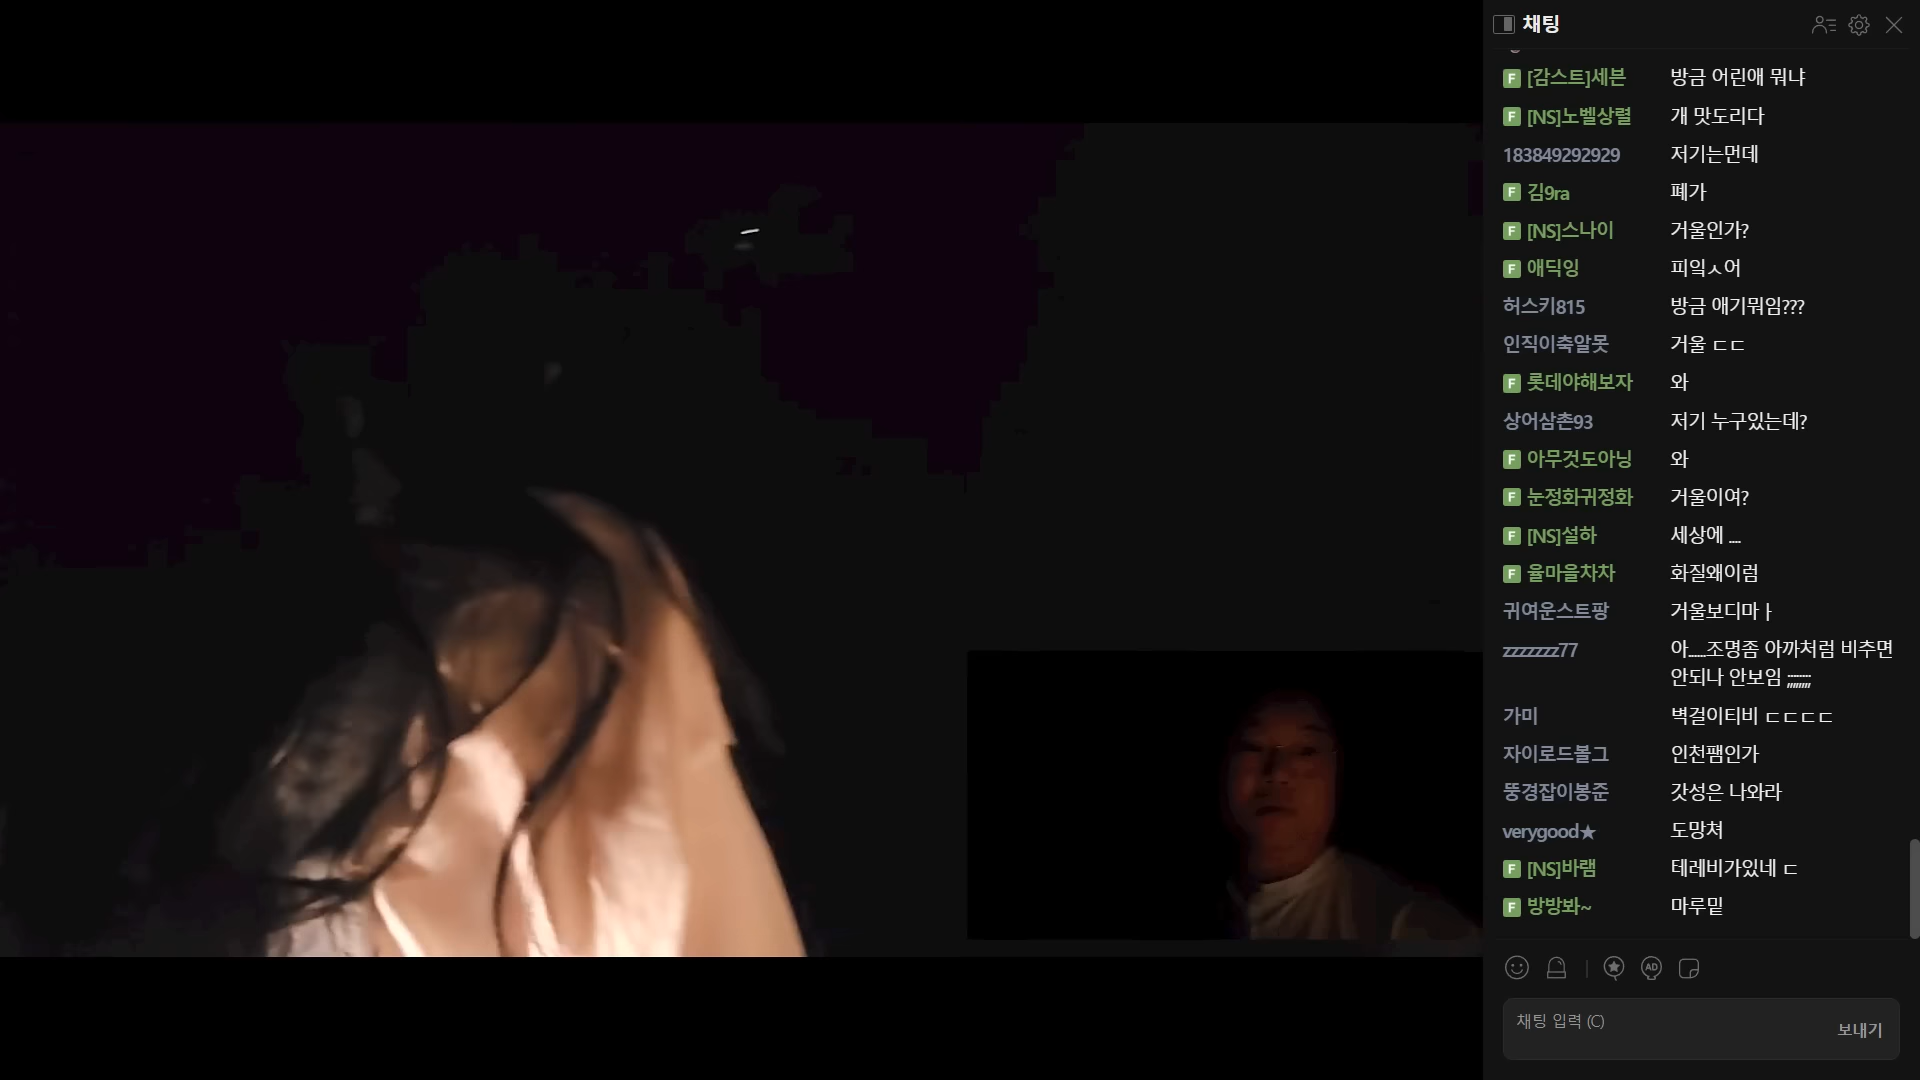 채팅
F [감스트]세븐 방금 어린애 뭐냐
F [NS]노벨상렬 개 맛도리다
183849292929 저기는먼데
F 김9ra 폐가
F [NS]스나이 거울인가?
F 애딕잉 피잌ㅅ어
허스키815 방금 애기뭐임???
인직이축알못 거울 ㄷㄷ
F 롯데야해보자 와
상어삼촌93 저기 누구있는데?
F 아무것도아닝 와
F 눈정화귀정화 거울이여?
F [NS]설하 세상에 ....
F 율마을차차 화질왜이럼
귀여운스트팡 거울보디마ㅏ
zzzzzzz77 아......조명좀 아까처럼 비추면
안되나 안보임 ;;;;;;;;
가미 벽걸이티비 ㄷㄷㄷㄷ
자이로드볼그 인천팸인가
뚱경잡이봉준 갓성은 나와라
verygood★ 도망쳐
F [NS]바램 테레비가있네 ㄷ
F 방방봐~ 마루밑
AD
채팅 입력 (C)
보내기